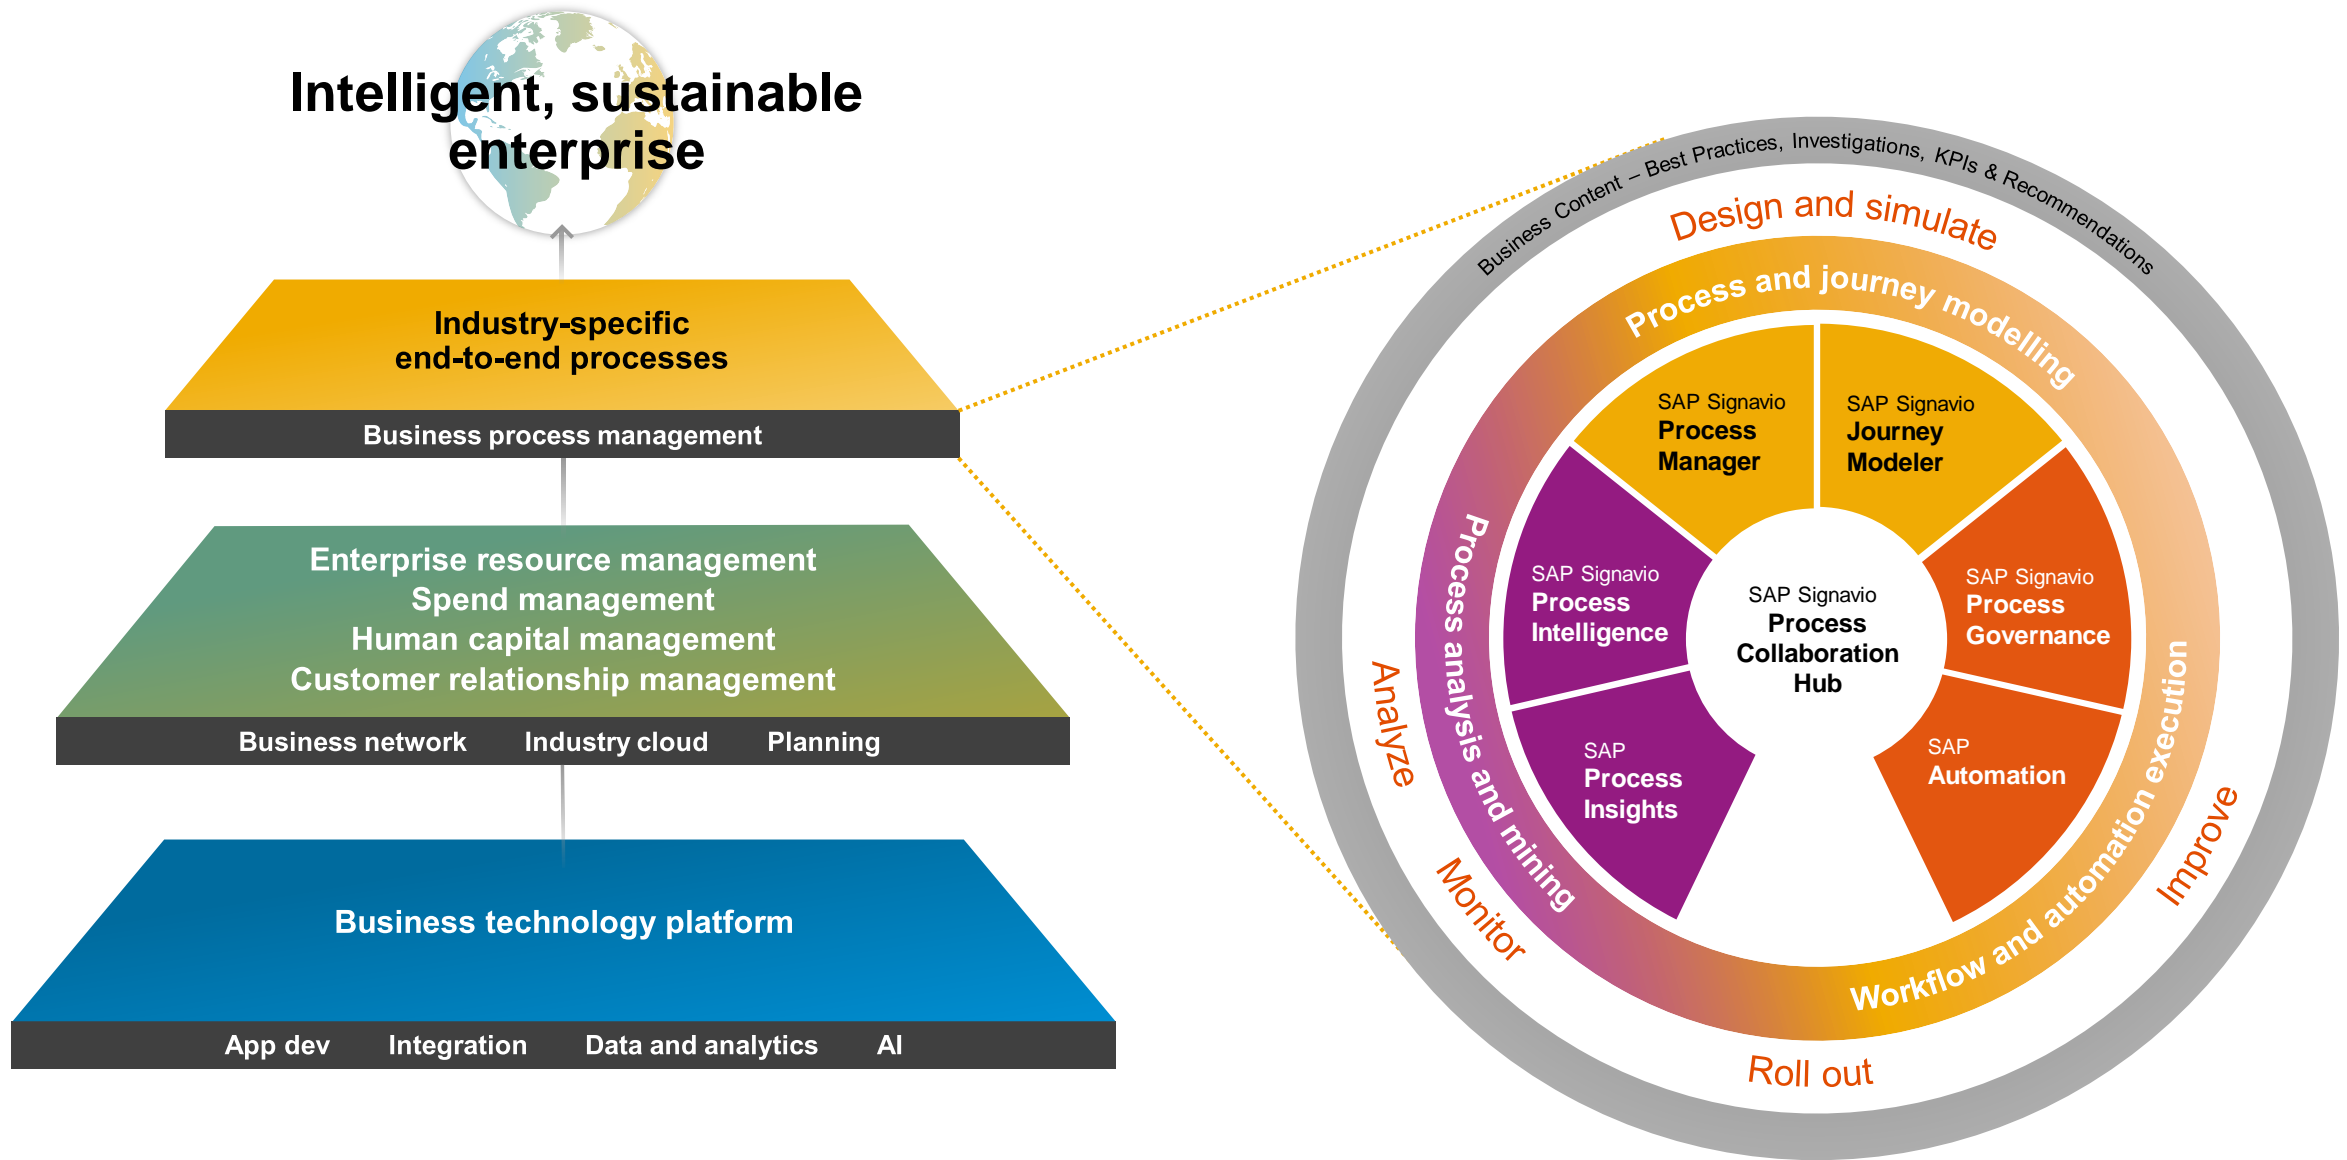 Intelligent, sustainable
enterprise
Industry-specific
end-to-end processes
Business process management
Enterprise resource management
Spend management
Human capital management
Customer relationship management
Business network Industry cloud Planning
Business technology platform
App dev Integration Data and analytics AI
Business Content – Best Practices, Investigations, KPIs & Recommendations
Design and simulate
Process and journey modelling
SAP Signavio
Process
Manager
SAP Signavio
Journey
Modeler
SAP Signavio
Process
Intelligence
SAP Signavio
Process
Collaboration
Hub
SAP Signavio
Process
Governance
SAP
Process
Insights
SAP
Automation
Process analysis and mining
Workflow and automation execution
Analyze
Monitor
Improve
Roll out